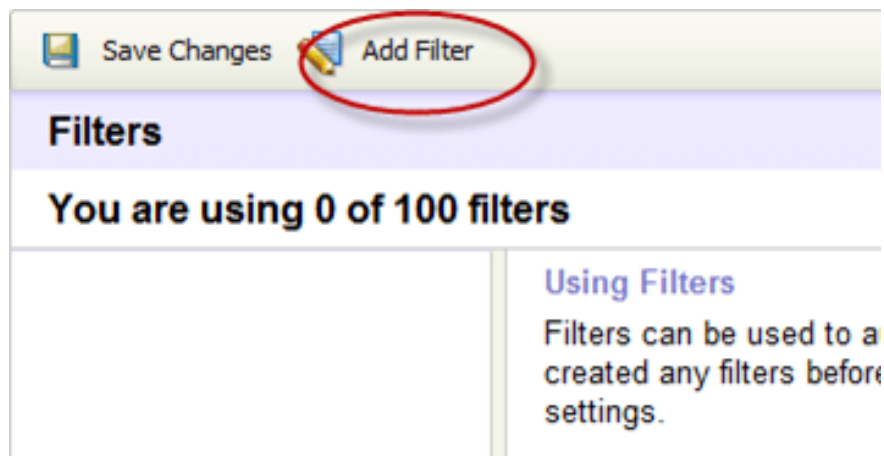 Save Changes Add Filter
Filters
You are using 0 of 100 filters
Using Filters
Filters can be used to
created any filters before
settings.